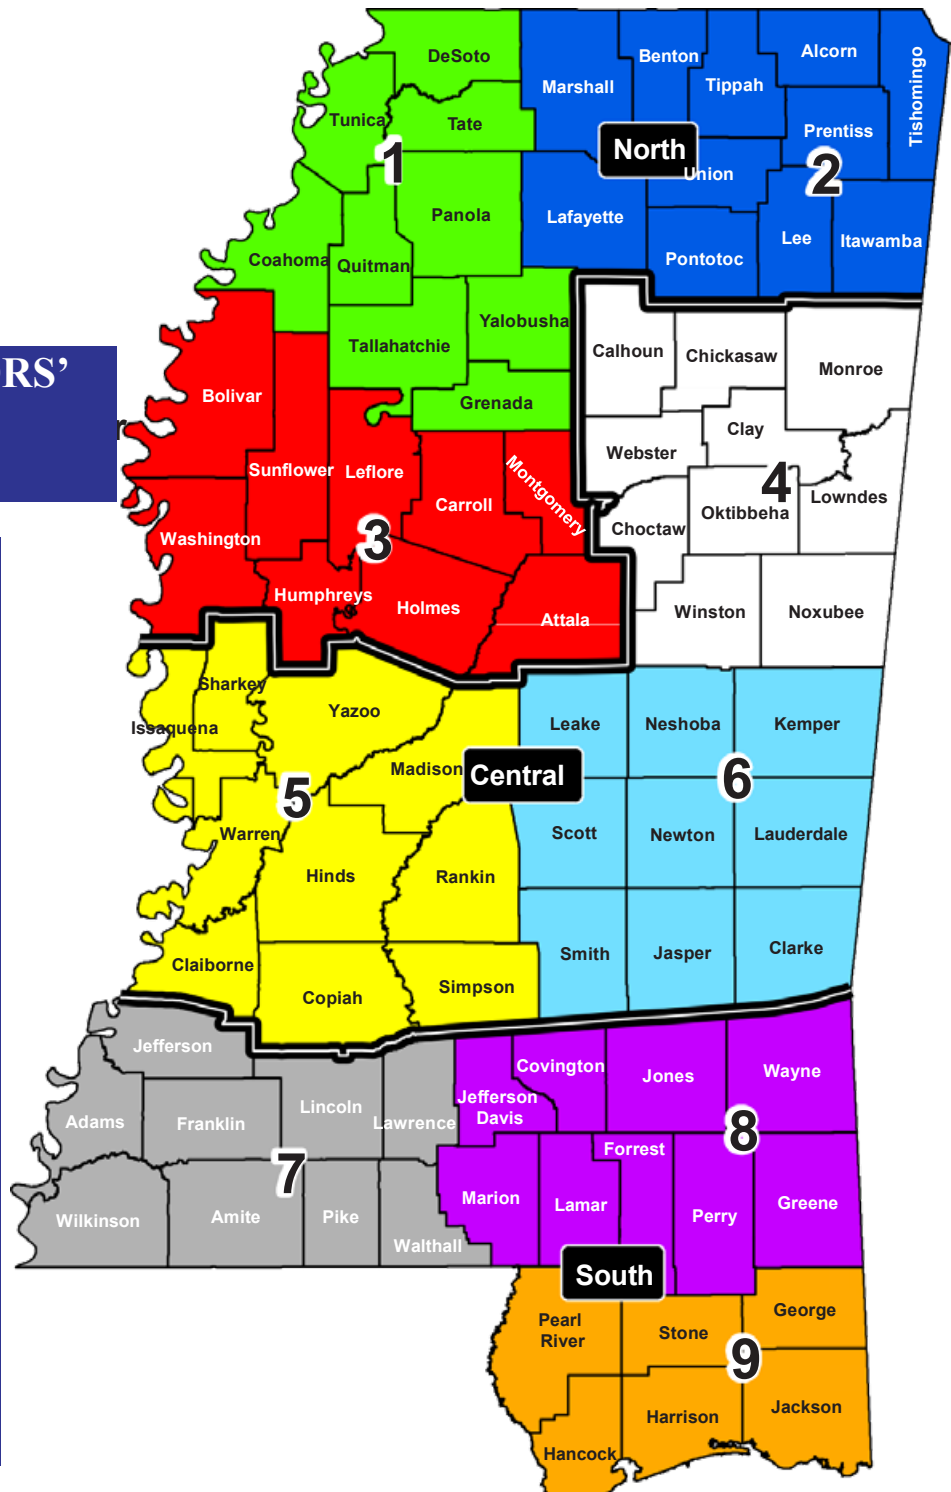 DeSoto
Benton
Alcorn
Marshall
Tippah
Tishomingo
Tunica
Tate
Prentiss
North
1
Union
2
Panola
Lafayette
Lee
Itawamba
Coahoma
Quitman
Pontotoc
Yalobusha
Tallahatchie
Calhoun
Chickasaw
Monroe
RS’
Bolivar
Grenada
Clay
Webster
Sunflower
Leflore
Montgomery
4
Carroll
Lowndes
Oktibbeha
Choctaw
Washington
3
Humphreys
Holmes
Attala
Winston
Noxubee
Sharkey
Issaquena
Yazoo
Leake
Neshoba
Kemper
Madison
Central
6
5
Warren
Scott
Newton
Lauderdale
Hinds
Rankin
Claiborne
Smith
Jasper
Clarke
Copiah
Simpson
Jefferson
Covington
Jones
Wayne
Jefferson
Davis
Adams
Franklin
Lincoln
Lawrence
8
Forrest
7
Marion
Lamar
Perry
Greene
Wilkinson
Amite
Pike
Walthall
South
Pearl
River
Stone
George
9
Harrison
Jackson
Hancock